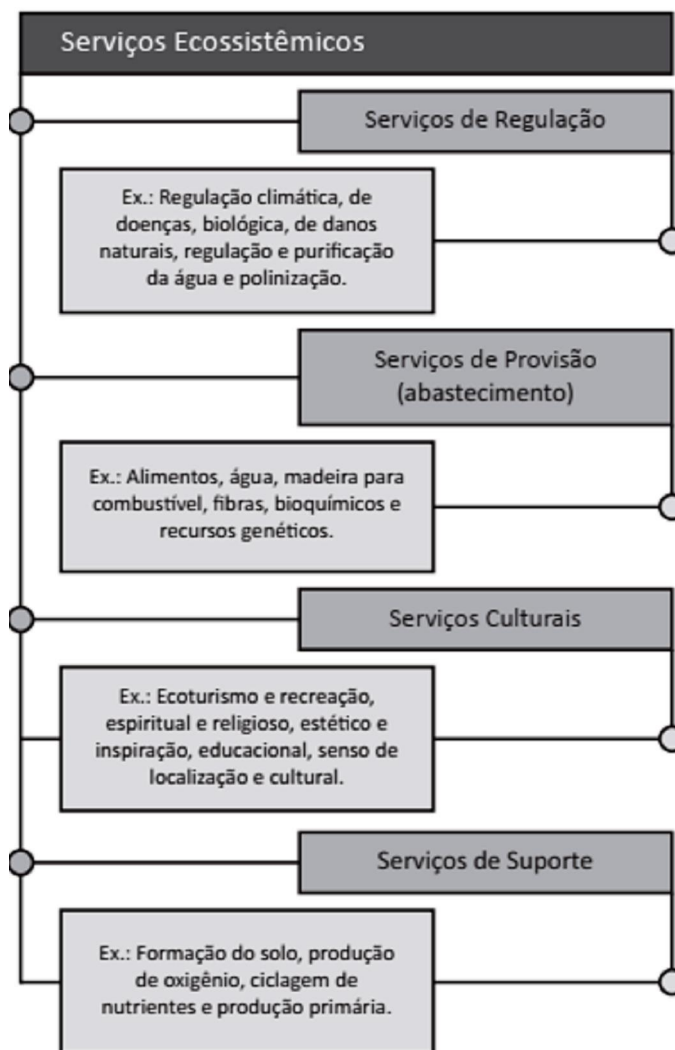 Serviços Ecossistêmicos
Serviços de Regulação
Ex.: Regulação climática, de
doenças, biológica, de danos
naturais, regulação e purificação
da água e polinização.
Serviços de Provisão
(abastecimento)
Ex.: Alimentos, água, madeira para
combustível, fibras, bioquímicos e
recursos genéticos.
Serviços Culturais
Ex.: Ecoturismo e recreação,
espiritual e religioso, estético e
inspiração, educacional, senso de
localização e cultural.
Serviços de Suporte
Ex.: Formação do solo, produção
de oxigênio, ciclagem de
nutrientes e produção primária.